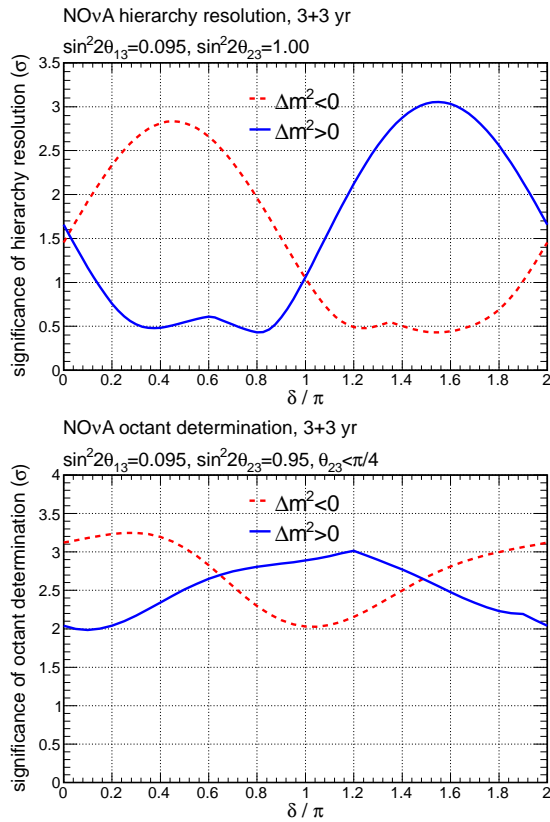 NOνA hierarchy resolution, 3+3 yr
sin²2θ₁₃=0.095, sin²2θ₂₃=1.00
significance of hierarchy resolution (σ)
3.5
3
2.5
2
1.5
1
0.5
0
Δm²<0
Δm²>0
0 0.2 0.4 0.6 0.8 1 1.2 1.4 1.6 1.8 2
δ / π
NOνA octant determination, 3+3 yr
sin²2θ₁₃=0.095, sin²2θ₂₃=0.95, θ₂₃<π/4
significance of octant determination (σ)
4
3.5
3
2.5
2
1.5
1
0.5
0
Δm²<0
Δm²>0
0 0.2 0.4 0.6 0.8 1 1.2 1.4 1.6 1.8 2
δ / π